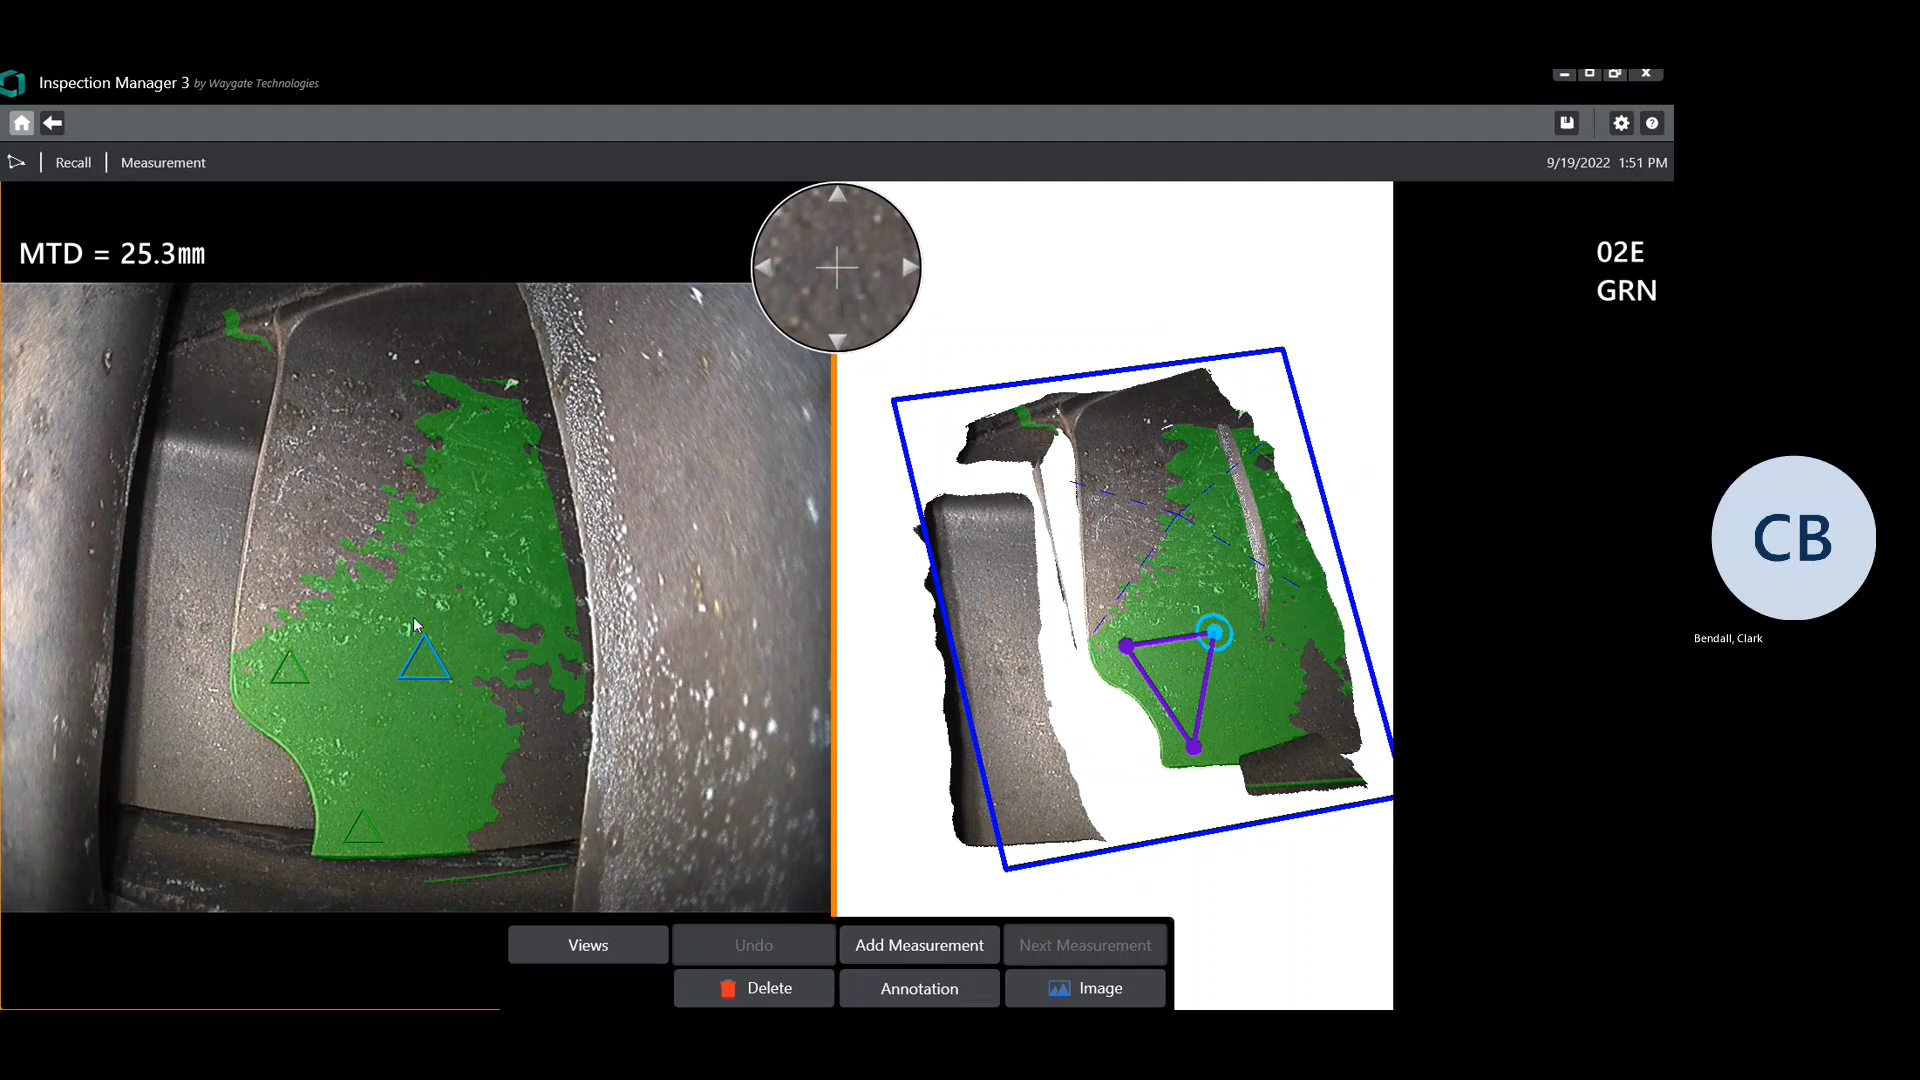 Inspection Manager 3 by Waygate Technologies
Recall
Measurement
9/19/2022 1:51 PM
MTD = 25.3mm
02E
GRN
CB
Bendall, Clark
Views
Undo
Add Measurement
Next Measurement
Delete
Annotation
Image